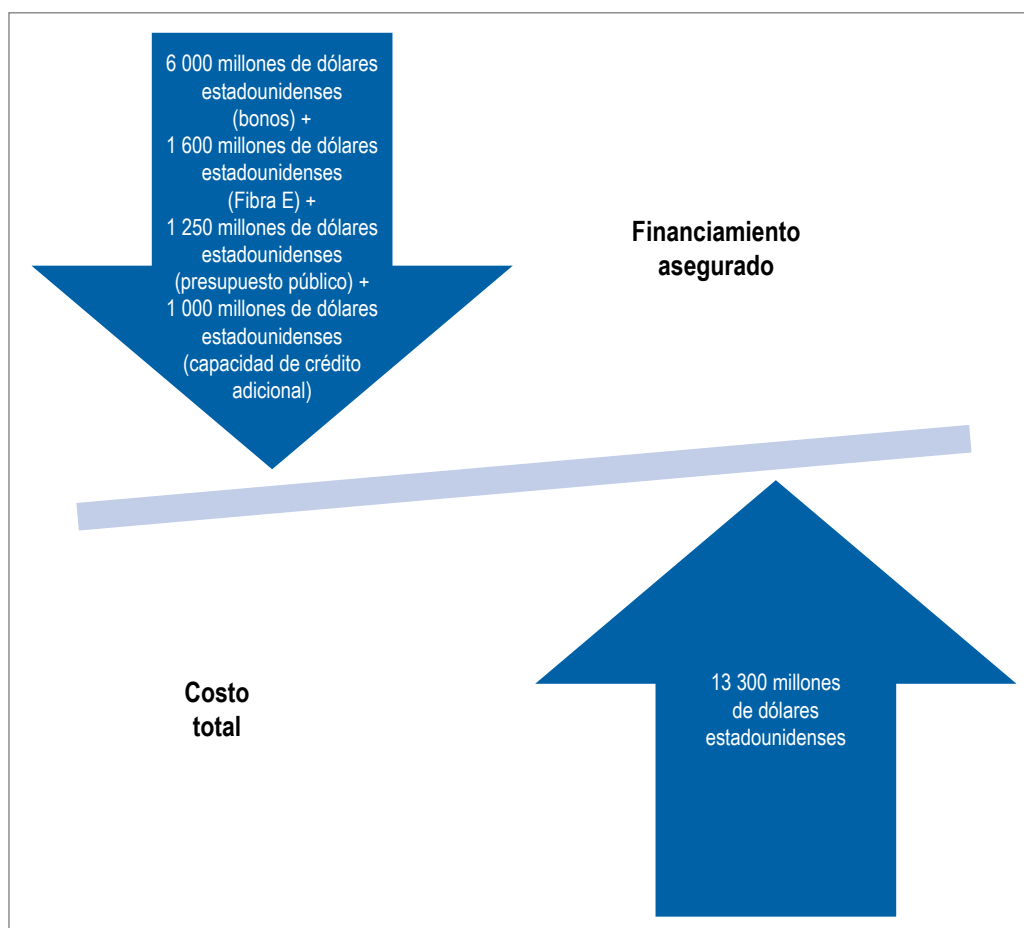 6 000 millones de dólares
estadounidenses
(bonos) +
1 600 millones de dólares
estadounidenses
(Fibra E) +
1 250 millones de dólares
estadounidenses
(presupuesto público) +
1 000 millones de dólares
estadounidenses
(capacidad de crédito
adicional)
Financiamiento
asegurado
Costo
total
13 300 millones
de dólares
estadounidenses